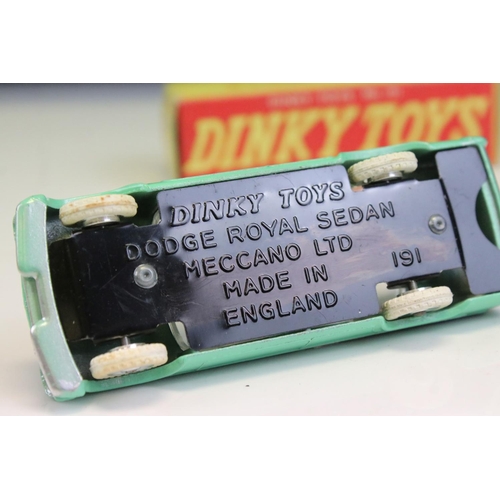 DINKY TOYS
DINKY TOYS
DODGE ROYAL SEDAN
MECCANO LTD
191
MADE IN
ENGLAND